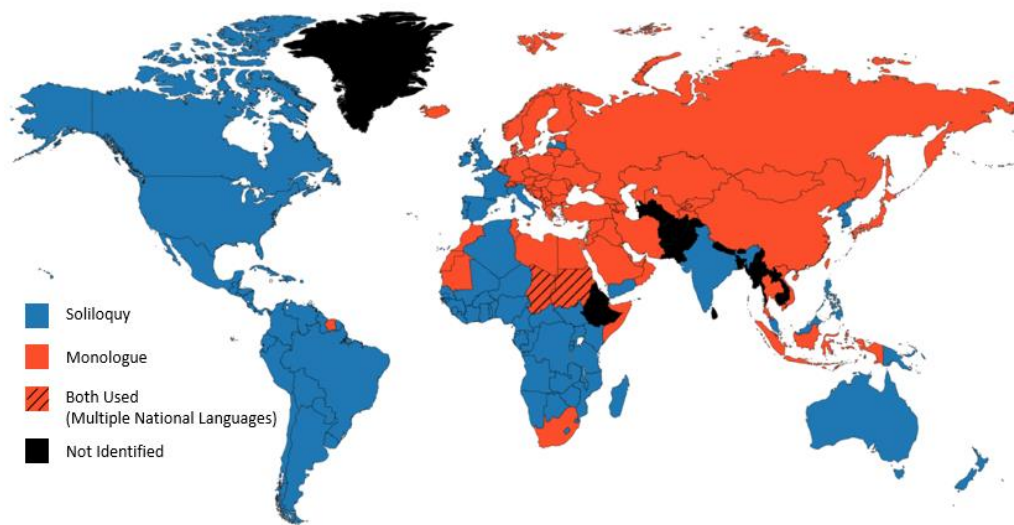 Soliloquy
Monologue
Both Used
(Multiple National Languages)
Not Identified